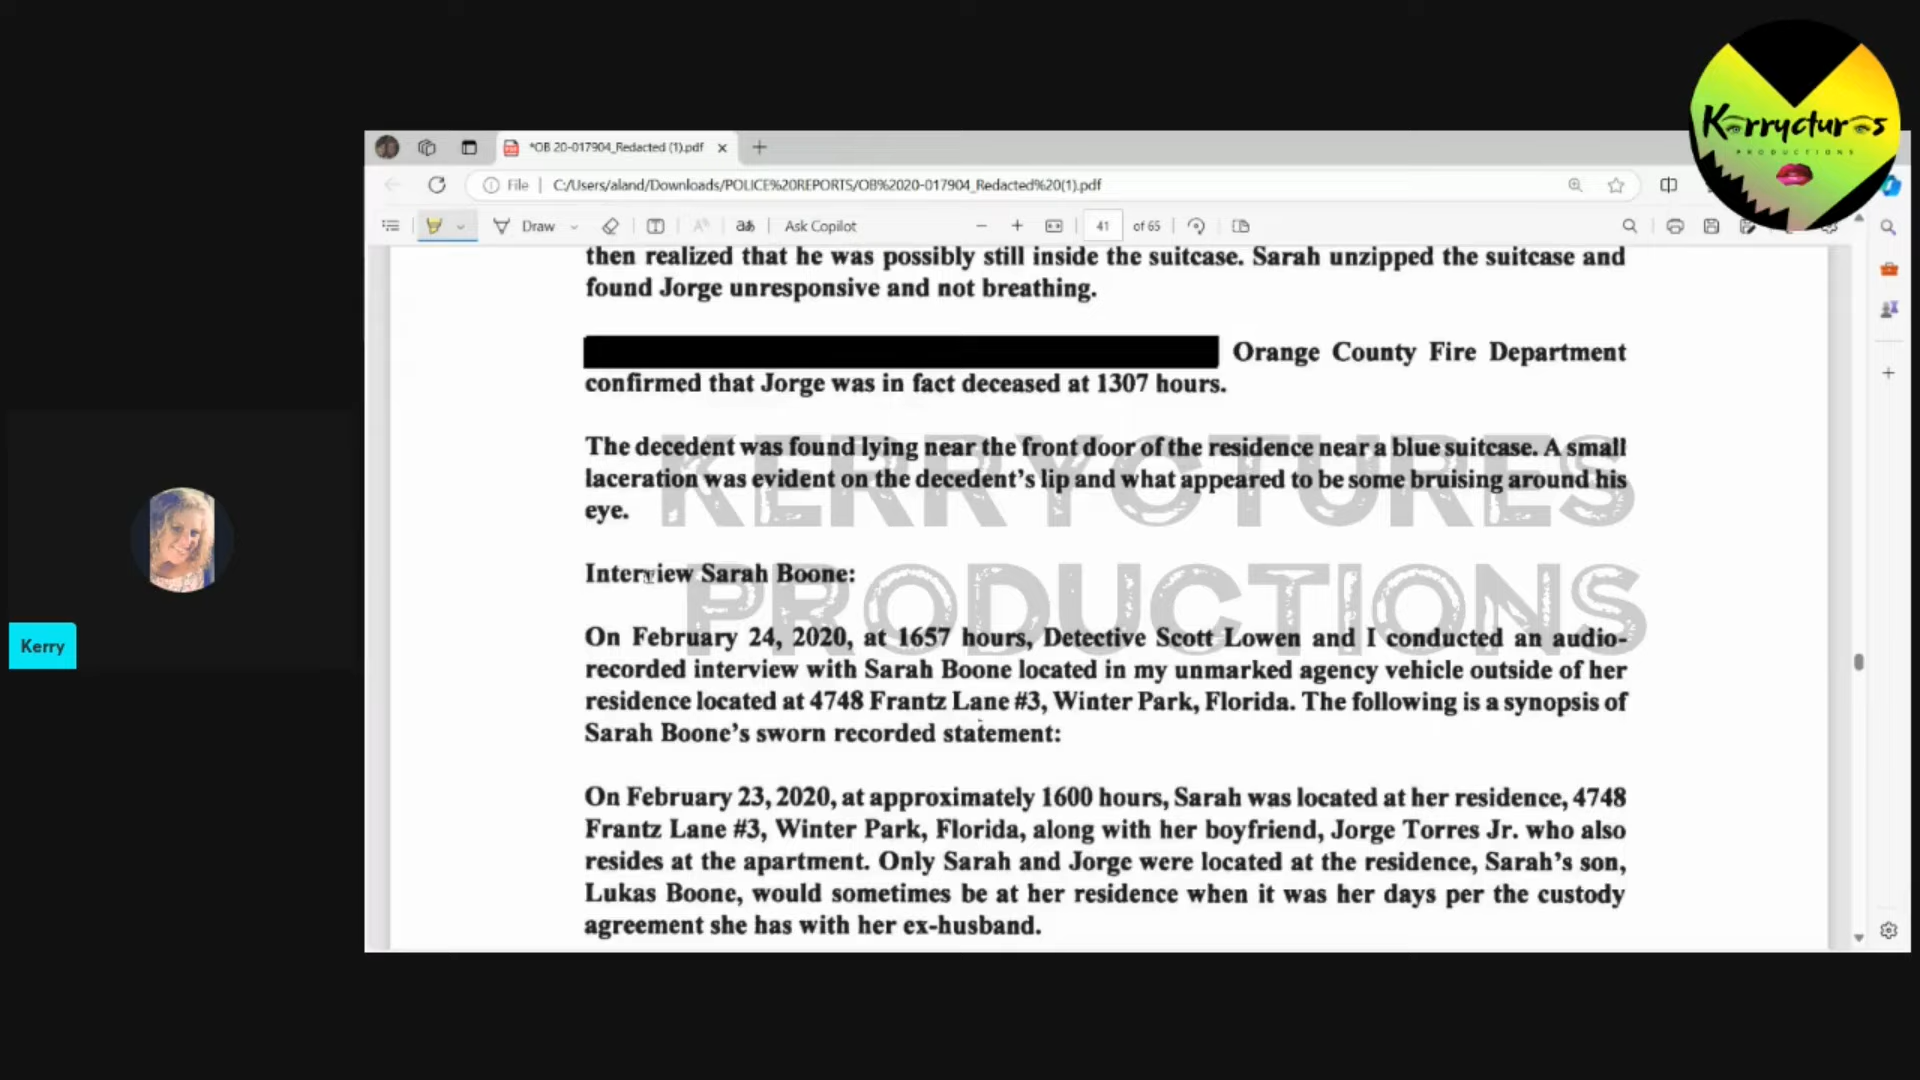 Kerryctures
PRODUCTIONS
*OB 20-017904_Redacted (1).pdf
File
C:/Users/aland/Downloads/POLICE%20REPORTS/OB%2020-017904_Redacted%20(1).pdf
Draw
Ask Copilot
41 of 65
then realized that he was possibly still inside the suitcase. Sarah unzipped the suitcase and
found Jorge unresponsive and not breathing.
Orange County Fire Department
confirmed that Jorge was in fact deceased at 1307 hours.
The decedent was found lying near the front door of the residence near a blue suitcase. A small
laceration was evident on the decedent's lip and what appeared to be some bruising around his
eye.
KERRYCTURES
PRODUCTIONS
Interview Sarah Boone:
On February 24, 2020, at 1657 hours, Detective Scott Lowen and I conducted an audio-
recorded interview with Sarah Boone located in my unmarked agency vehicle outside of her
residence located at 4748 Frantz Lane #3, Winter Park, Florida. The following is a synopsis of
Sarah Boone's sworn recorded statement:
On February 23, 2020, at approximately 1600 hours, Sarah was located at her residence, 4748
Frantz Lane #3, Winter Park, Florida, along with her boyfriend, Jorge Torres Jr. who also
resides at the apartment. Only Sarah and Jorge were located at the residence, Sarah's son,
Lukas Boone, would sometimes be at her residence when it was her days per the custody
agreement she has with her ex-husband.
Kerry